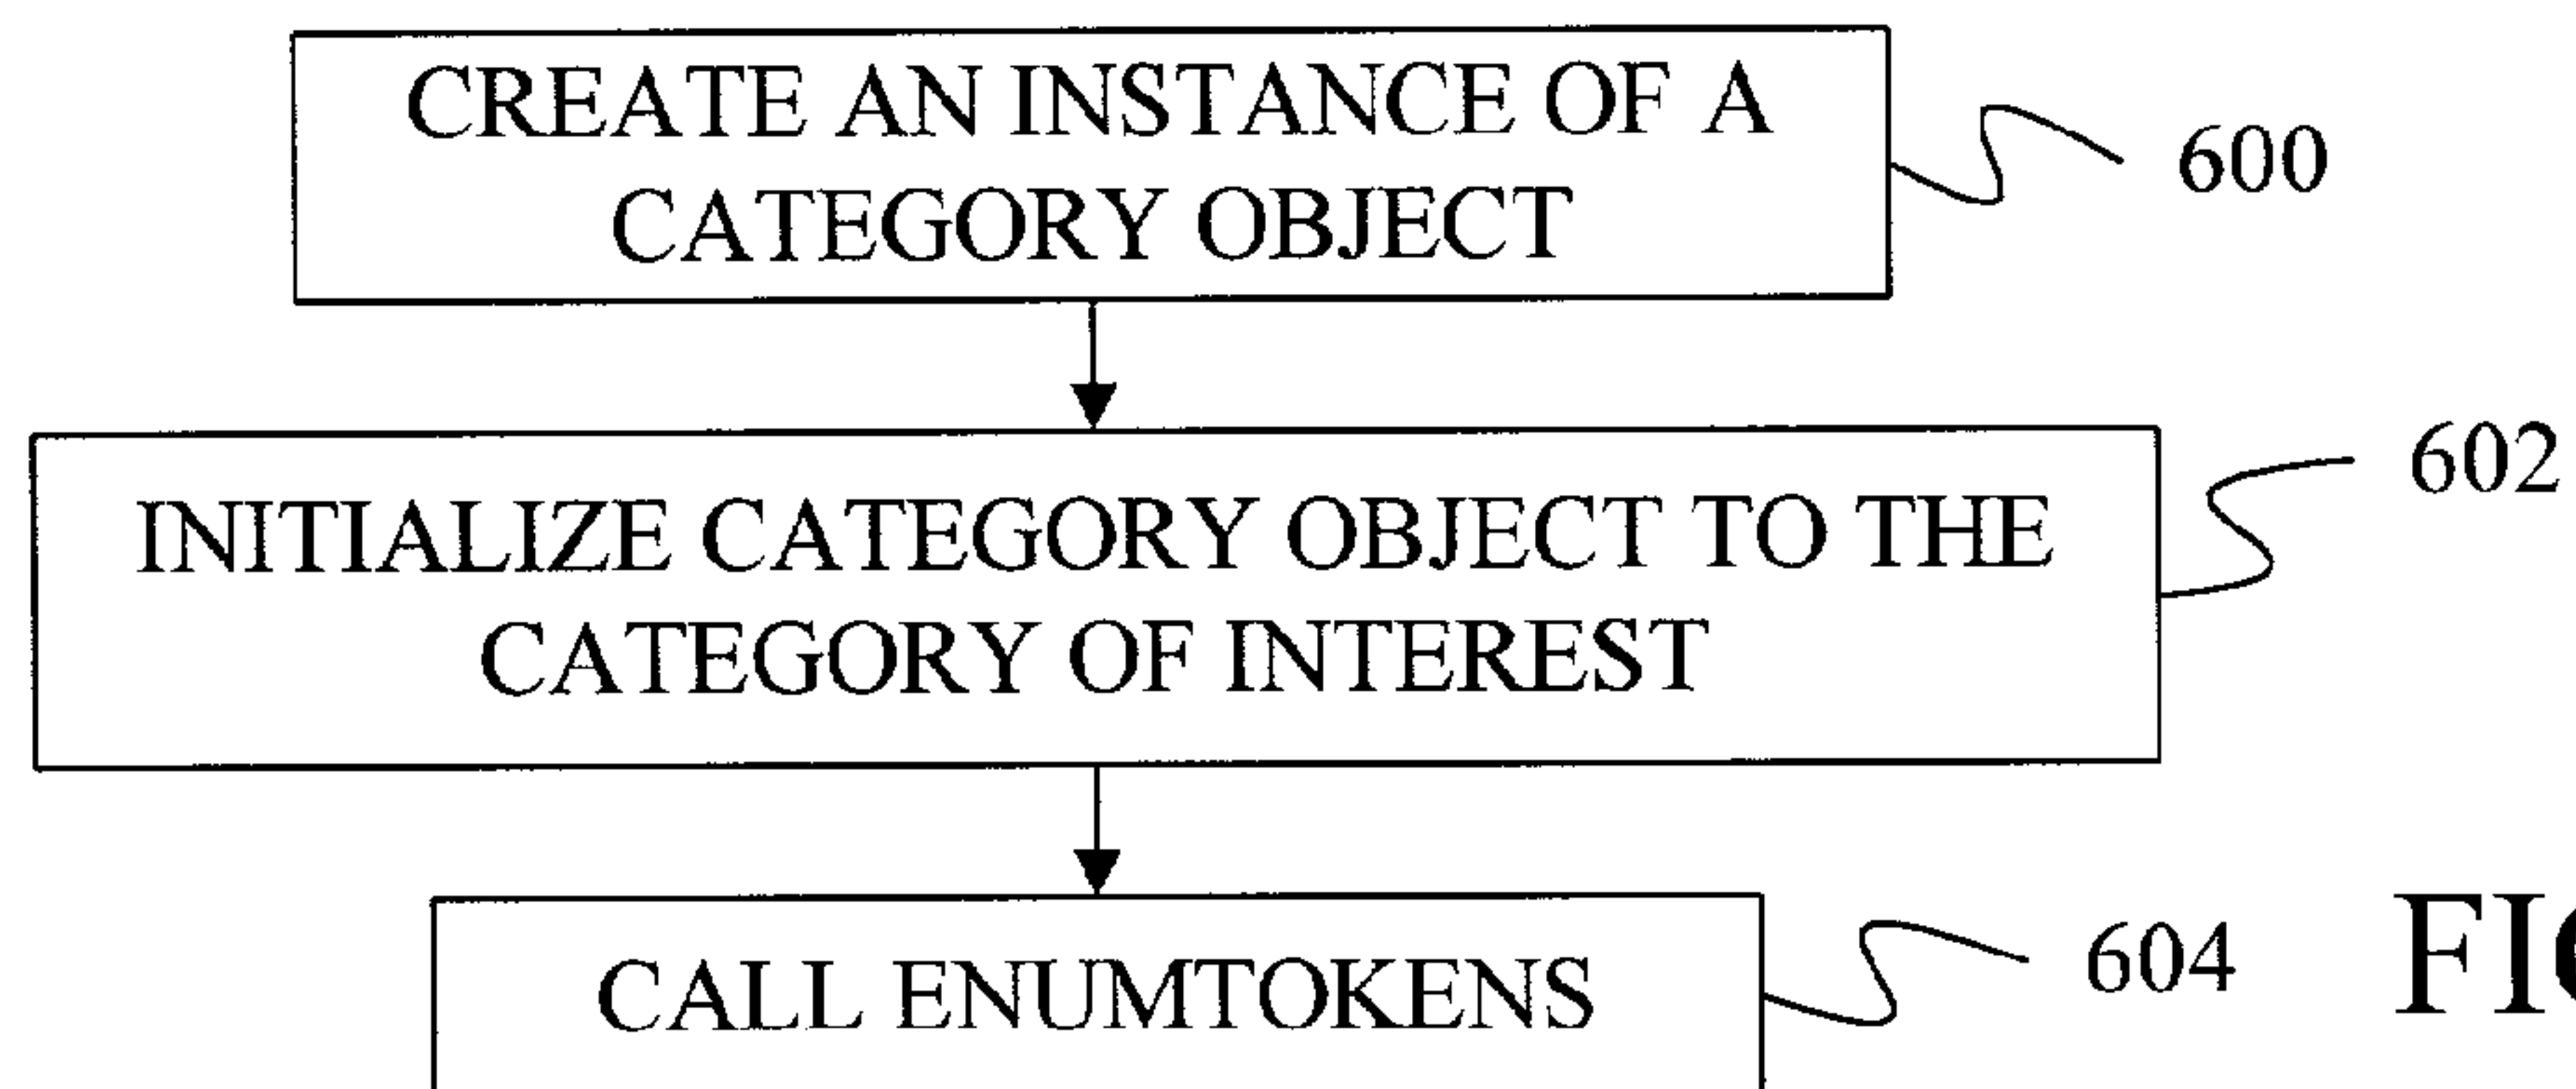 CREATE AN INSTANCE OF A
CATEGORY OBJECT
600
INITIALIZE CATEGORY OBJECT TO THE
CATEGORY OF INTEREST
602
CALL ENUMTOKENS
604